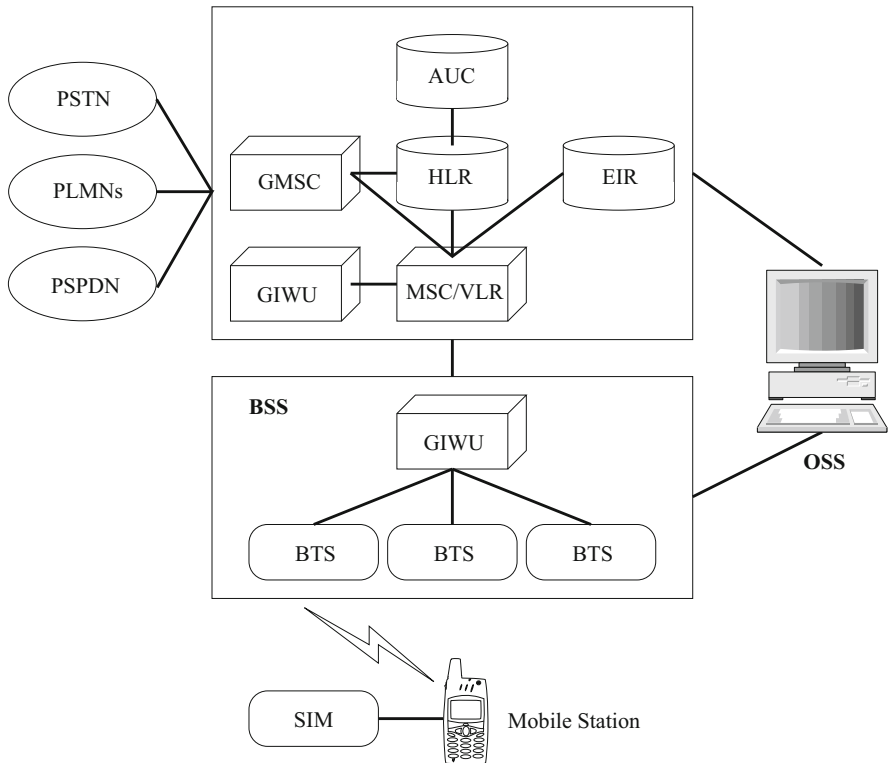 AUC
PSTN
GMSC
HLR
EIR
PLMNs
PSPDN
GIWU
MSC/VLR
BSS
GIWU
OSS
BTS
BTS
BTS
SIM
Mobile Station